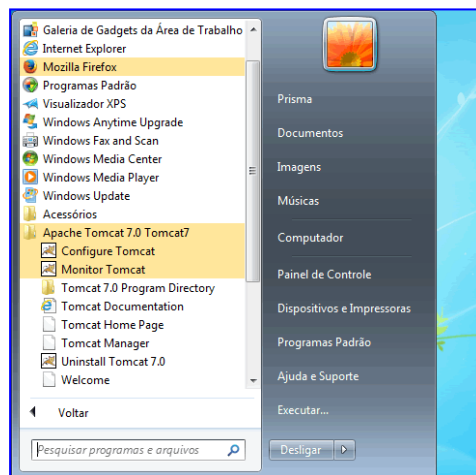 Galeria de Gadgets da Área de Trabalho
Internet Explorer
Mozilla Firefox
Programas Padrão
Visualizador XPS
Windows Anytime Upgrade
Windows Fax and Scan
Windows Media Center
Windows Media Player
Windows Update
Acessórios
Apache Tomcat 7.0 Tomcat7
Configure Tomcat
Monitor Tomcat
Tomcat 7.0 Program Directory
Tomcat Documentation
Tomcat Home Page
Tomcat Manager
Uninstall Tomcat 7.0
Welcome
Voltar
Pesquisar programas e arquivos
Prisma
Documentos
Imagens
Músicas
Computador
Painel de Controle
Dispositivos e Impressoras
Programas Padrão
Ajuda e Suporte
Executar...
Desligar